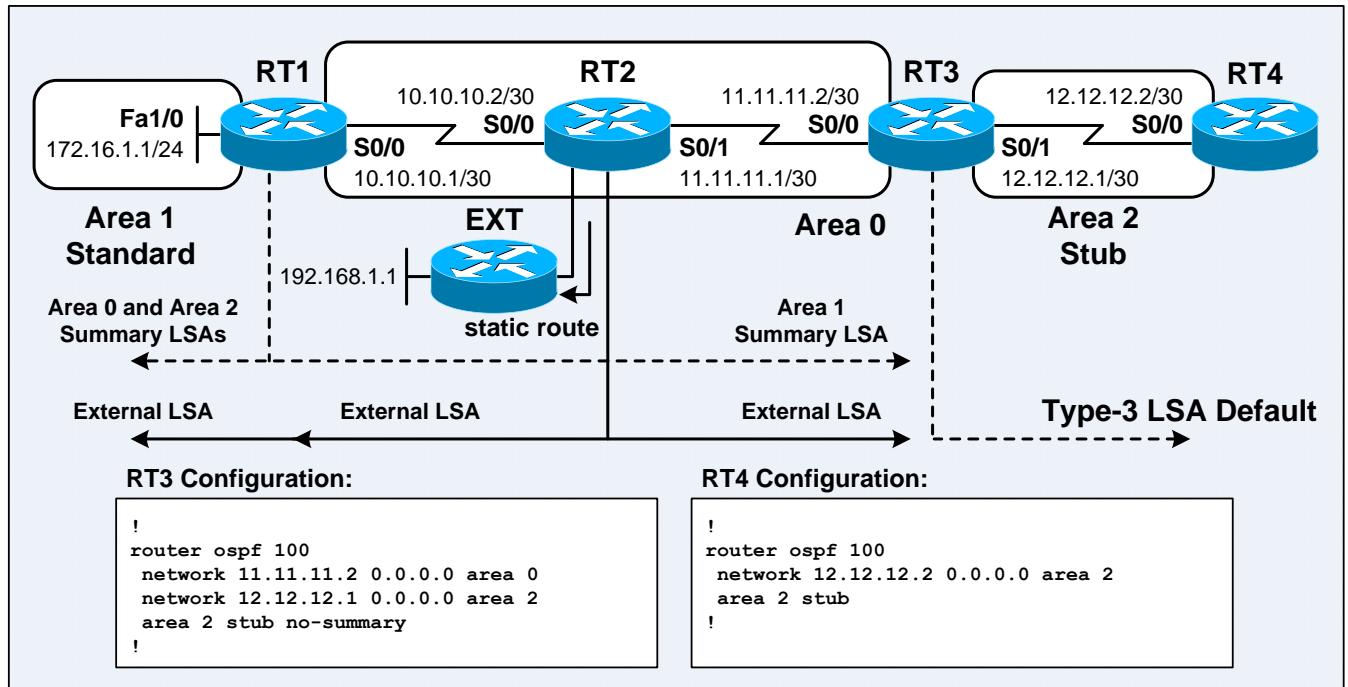 RT1
RT2
RT3
RT4
Fa1/0
172.16.1.1/24
10.10.10.2/30
S0/0
S0/0
10.10.10.1/30
11.11.11.2/30
S0/0
S0/1
11.11.11.1/30
12.12.12.2/30
S0/0
S0/1
12.12.12.1/30
Area 1
Standard
EXT
Area 0
Area 2
Stub
192.168.1.1
static route
Area 0 and Area 2
Summary LSAs
Area 1
Summary LSA
External LSA
External LSA
External LSA
Type-3 LSA Default
RT3 Configuration:
!
router ospf 100
network 11.11.11.2 0.0.0.0 area 0
network 12.12.12.1 0.0.0.0 area 2
area 2 stub no-summary
!
RT4 Configuration:
!
router ospf 100
network 12.12.12.2 0.0.0.0 area 2
area 2 stub
!